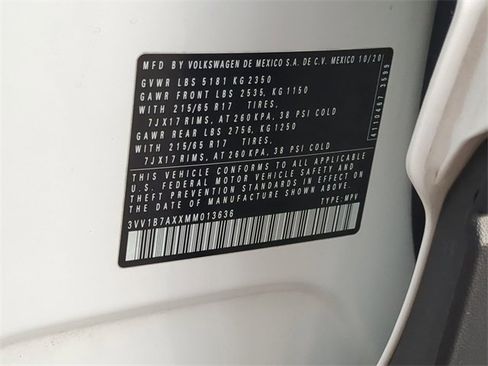 MFD BY VOLKSWAGEN DE MEXICO S.A. DE C.V. MEXICO 10/20
GVWR LBS 5181 KG 2350
GAWR FRONT LBS 2535, KG 1150
WITH 215/65 R17 TIRES.
7JX17 RIMS, AT 260 KPA, 38 PSI COLD
GAWR REAR LBS 2756, KG 1250
WITH 215/65 R17 TIRES.
7JX17 RIMS, AT 260 KPA, 38 PSI COLD
THIS VEHICLE CONFORMS TO ALL APPLICABLE
U.S. FEDERAL MOTOR VEHICLE SAFETY AND
THEFT PREVENTION STANDARDS IN EFFECT ON
THE DATE OF MANUFACTURE SHOWN ABOVE.
3VV1B7AXXMM013636 TYPE: MPV
6110487 3599